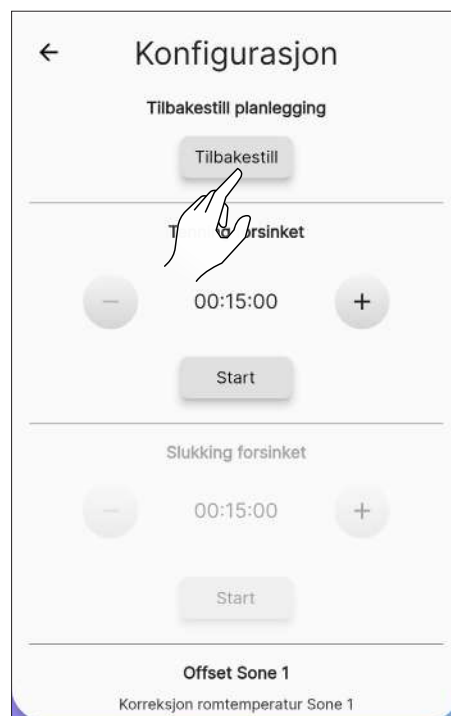 Konfigurasjon
Tilbakestill planlegging
Tilbakestill
forsinket
00:15:00
Start
Slukking forsinket
00:15:00
Start
Offset Sone 1
Korreksjon romtemperatur Sone 1